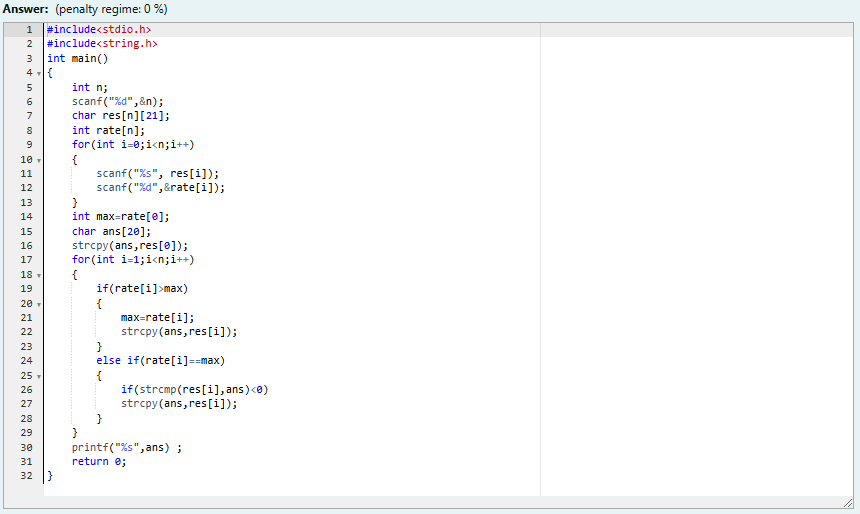 Answer: (penalty regime: 0 %)
1 #include<stdio.h>
2 #include<string.h>
3 int main()
4 {
5     int n;
6     scanf("%d",&n);
7     char res[n][21];
8     int rate[n];
9     for(int i=0;i<n;i++)
10     {
11         scanf("%s", res[i]);
12         scanf("%d",&rate[i]);
13     }
14     int max=rate[0];
15     char ans[20];
16     strcpy(ans,res[0]);
17     for(int i=1;i<n;i++)
18     {
19         if(rate[i]>max)
20         {
21             max=rate[i];
22             strcpy(ans,res[i]);
23         }
24         else if(rate[i]==max)
25         {
26             if(strcmp(res[i],ans)<0)
27             strcpy(ans,res[i]);
28         }
29     }
30     printf("%s",ans) ;
31     return 0;
32 }